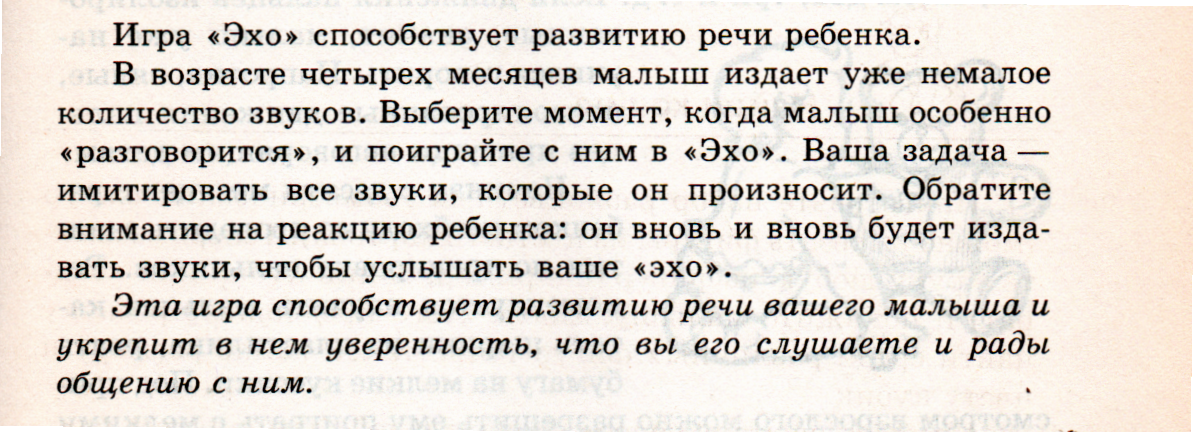 Игра «Эхо» способствует развитию речи ребенка.
В возрасте четырех месяцев малыш издает уже немалое
количество звуков. Выберите момент, когда малыш особенно
«разговорится», и поиграйте с ним в «Эхо». Ваша задача —
имитировать все звуки, которые он произносит. Обратите
внимание на реакцию ребенка: он вновь и вновь будет изда-
вать звуки, чтобы услышать ваше «эхо».
Эта игра способствует развитию речи вашего малыша и
укрепит в нем уверенность, что вы его слушаете и рады
общению с ним.